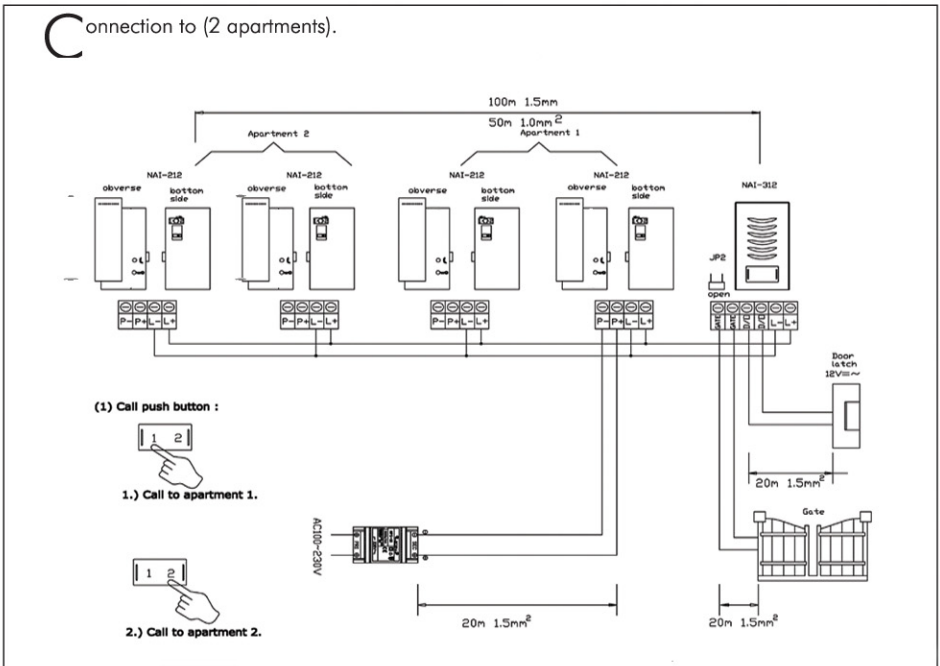 Connection to (2 apartments).
100m 1.5mm
50m 1.0mm2
Apartment 2
Apartment 1
NAI-212
NAI-212
NAI-212
NAI-212
NAI-312
obverse
bottom side
obverse
bottom side
obverse
bottom side
obverse
bottom side
JP2
open
P- P+ L- L+
P- P+ L- L+
P- P+ L- L+
P- P+ L- L+
GATE GATE D/D D/D L- L+
Door
latch
12V
(1) Call push button :
1 2
1.) Call to apartment 1.
20m 1.5mm2
Gate
AC100-230V
1 2
2.) Call to apartment 2.
20m 1.5mm2
20m 1.5mm2